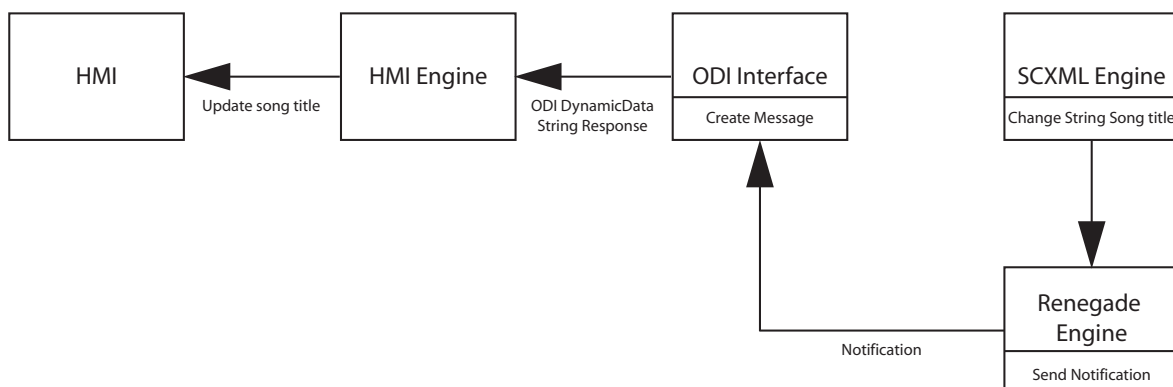 HMI
Update song title
HMI Engine
ODI DynamicData
String Response
ODI Interface
Create Message
SCXML Engine
Change String Song title
Notification
Renegade
Engine
Send Notification